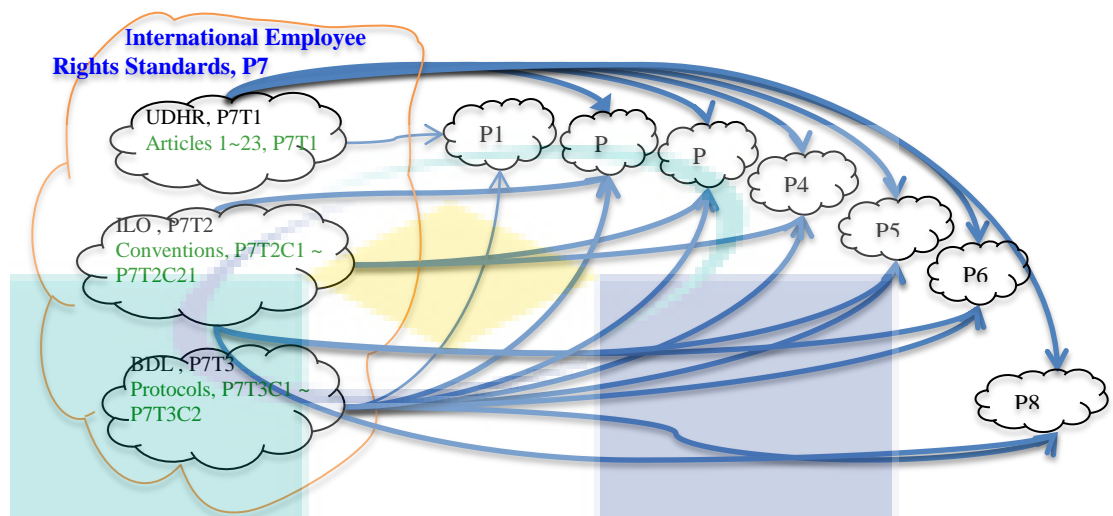 International Employee
Rights Standards, P7
UDHR, P7T1
Articles 1~23, P7T1
P1
P
P
P4
ILO , P7T2
Conventions, P7T2C1 ~
P7T2C21
P5
P6
BDL , P7T3
Protocols, P7T3C1 ~
P7T3C2
P8